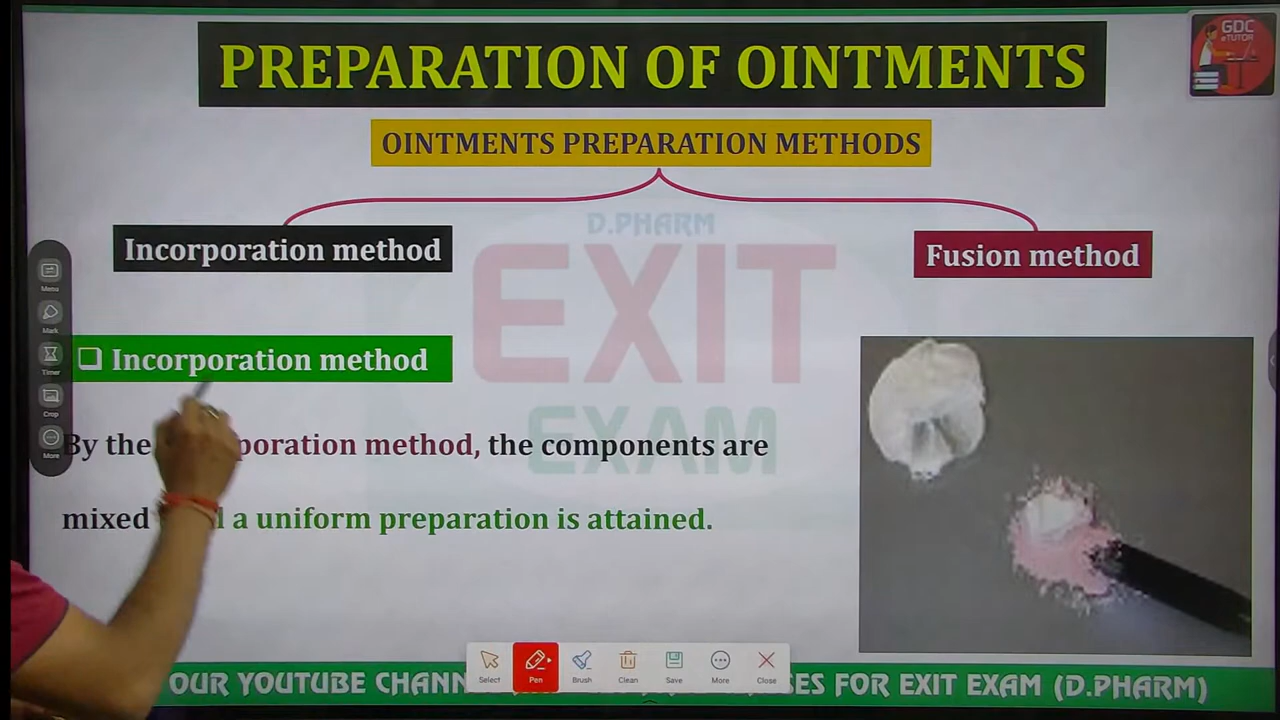 PREPARATION OF OINTMENTS
GDC
eTUTOR
OINTMENTS PREPARATION METHODS
D.PHARM
EXIT
EXAM
Incorporation method
Fusion method
Incorporation method
By the poration method, the components are
mixed a uniform preparation is attained.
Menu
Mark
Timer
Crop
More
Select
Pen
Brush
Clean
Save
More
Close
OUR YOUTUBE FOR EXIT EXAM (D.PHARM)